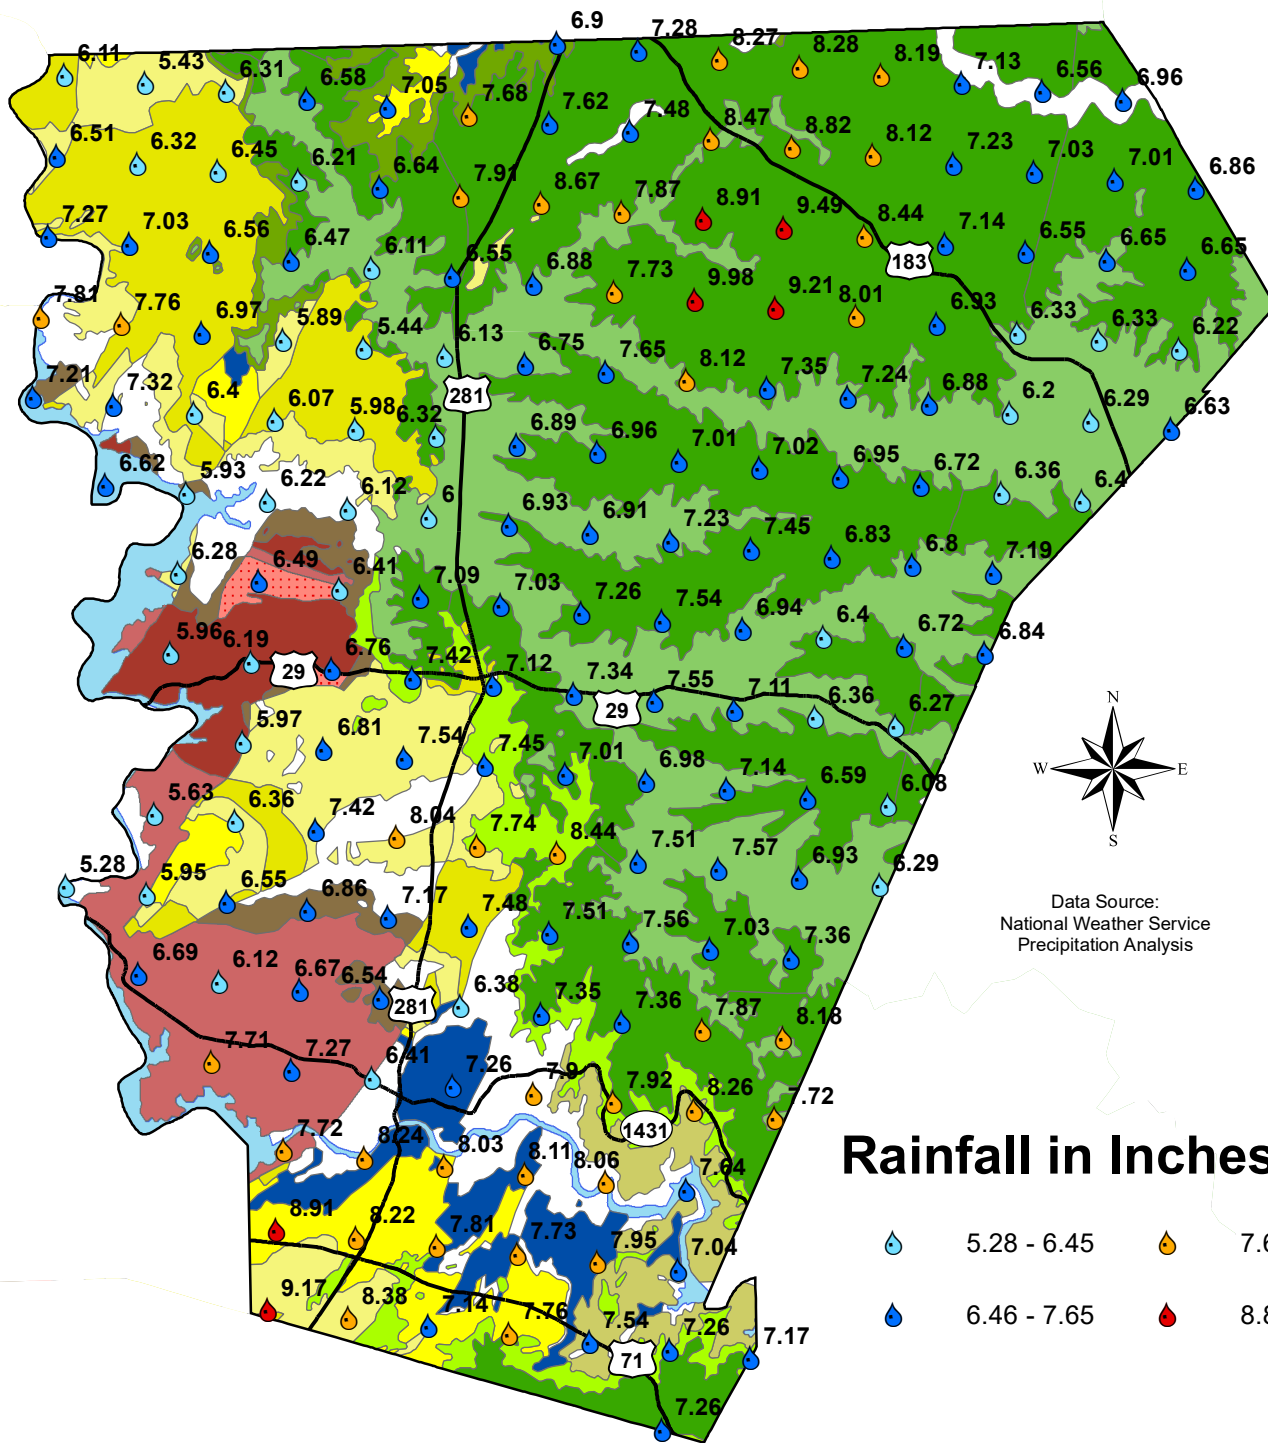 6.9 7.28 8.27 8.28 8.19 7.13 6.56 6.96
6.11 5.43 6.31 6.58 7.05 7.68 7.62 7.48 8.47 8.82 8.12 7.23 7.03 7.01 6.86
6.51 6.32 6.45 6.21 6.64 7.91 8.67 7.87 8.91 9.49 8.44 7.14 6.55 6.65 6.65
7.27 7.03 6.56 6.47 6.11 6.55 6.88 7.73 9.98 9.21 8.01 6.93 6.33 6.33 6.22
183
7.81 7.76 6.97 5.89 5.44 6.13 6.75 7.65 8.12 7.35 7.24 6.88 6.2 6.29 6.63
281
7.21 7.32 6.4 6.07 5.98 6.32 6.89 6.96 7.01 7.02 6.95 6.72 6.36 6.4
6.62 5.93 6.22 6.12 6 6.93 6.91 7.23 7.45 6.83 6.8 7.19
6.28 6.49 6.41 7.09 7.03 7.26 7.54 6.94 6.4 6.72 6.84
5.96 6.19 6.76 7.42 7.12 7.34 7.55 7.11 6.36 6.27
29
29
N
W E
S
5.97 6.81 7.54 7.45 7.01 6.98 7.14 6.59 6.08
5.63 6.36 7.42 8.04 7.74 8.44 7.51 7.57 6.93 6.29
5.28 5.95 6.55 6.86 7.17 7.48 7.51 7.56 7.03 7.36
Data Source:
National Weather Service
Precipitation Analysis
6.69 6.12 6.67 6.54 6.38 7.35 7.36 7.87 8.18
281
7.71 7.27 6.41 7.26 7.9 7.92 8.26 7.72
1431
7.72 8.24 8.03 8.11 8.06 7.64
Rainfall in Inches
8.91 8.22 7.81 7.73 7.95 7.04
5.28 - 6.45 7.6
9.17 8.38 7.14 7.76 7.54 7.26 7.17
6.46 - 7.65 8.8
71
7.26